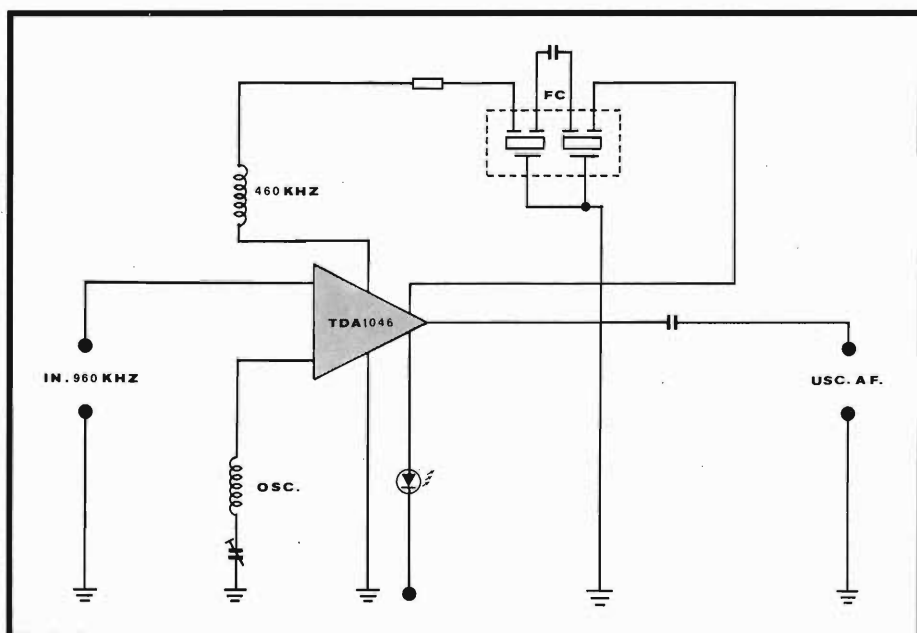 FC
460 KHZ
TDA1046
IN. 960 KHZ
USC. AF.
OSC.